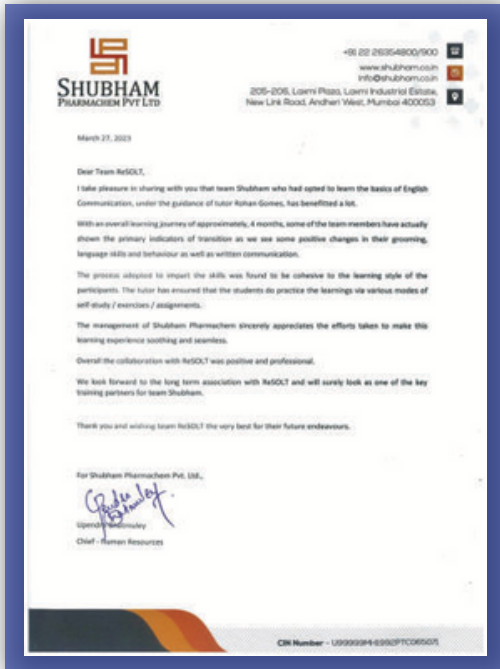 SHUBHAM
PHARMACHEM PVT LTD
+91 22 26354800/900
www.shubham.co.in
info@shubham.co.in
205-206, Laxmi Plaza, Laxmi Industrial Estate,
New Link Road, Andheri West, Mumbai 400053
March 27, 2023
Dear Team ReSOLT,
I take pleasure in sharing with you that team Shubham who had opted to learn the basics of English
Communication, under the guidance of tutor Rohan Gomes, has benefitted a lot.
With an overall learning journey of approximately, 4 months, some of the team members have actually
shown the primary indicators of transition as we see some positive changes in their grooming,
language skills and behaviour as well as written communication.
The process adopted to impart the skills was found to be cohesive to the learning style of the
participants. The tutor has ensured that the students do practice the learnings via various modes of
self-study / exercises / assignments.
The management of Shubham Pharmachem sincerely appreciates the efforts taken to make this
learning experience soothing and seamless.
Overall the collaboration with ReSOLT was positive and professional.
We look forward to the long term association with ReSOLT and will surely look as one of the key
training partners for team Shubham.
Thank you and wishing team ReSOLT the very best for their future endeavours.
For Shubham Pharmachem Pvt. Ltd.,
Chief - Human Resources
CIN Number -